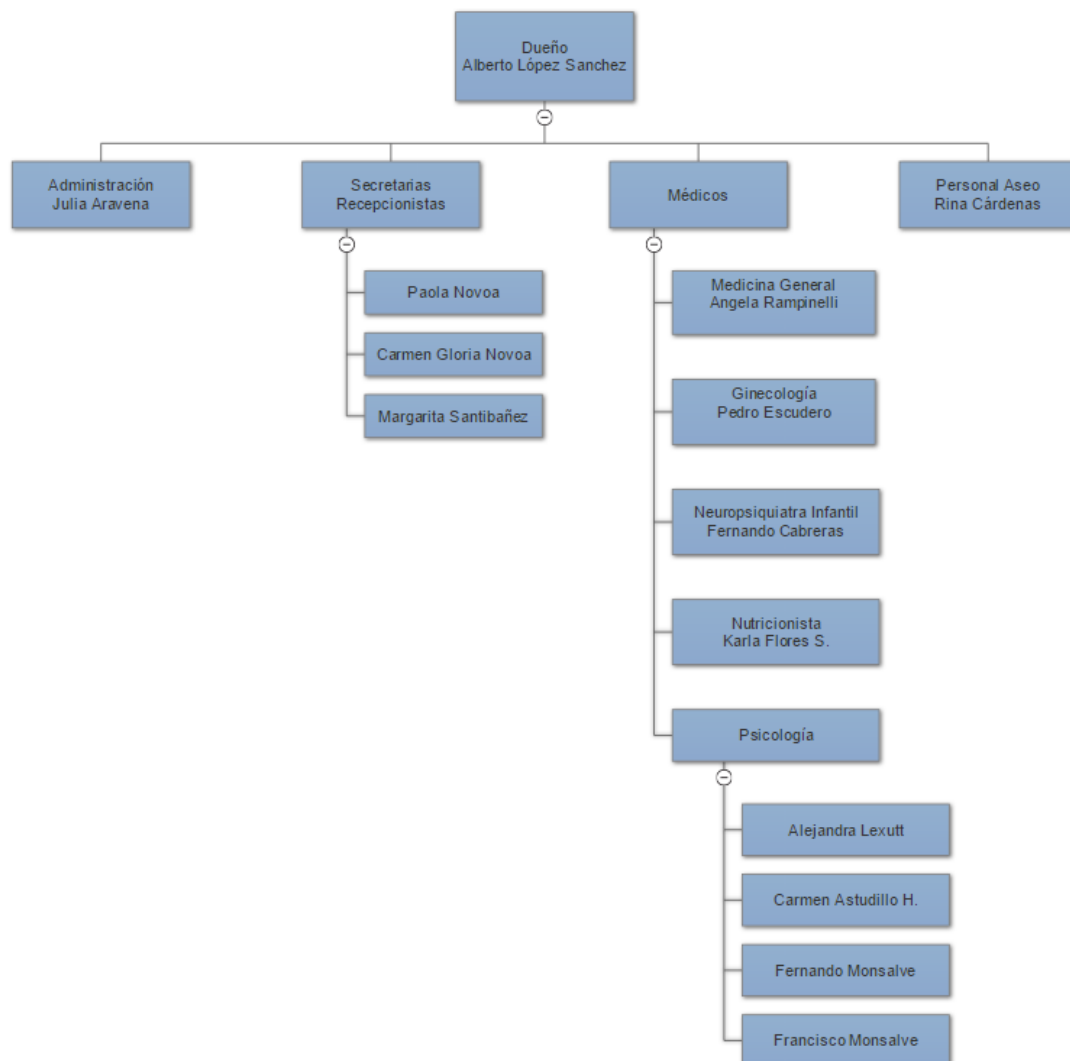 Dueño
Alberto López Sanchez
Administración
Julia Aravena
Secretarias
Recepcionistas
Médicos
Personal Aseo
Rina Cárdenas
Paola Novoa
Carmen Gloria Novoa
Margarita Santibañez
Medicina General
Angela Rampinelli
Ginecología
Pedro Escudero
Neuropsiquiatra Infantil
Fernando Cabreras
Nutricionista
Karla Flores S.
Psicología
Alejandra Lexutt
Carmen Astudillo H.
Fernando Monsalve
Francisco Monsalve